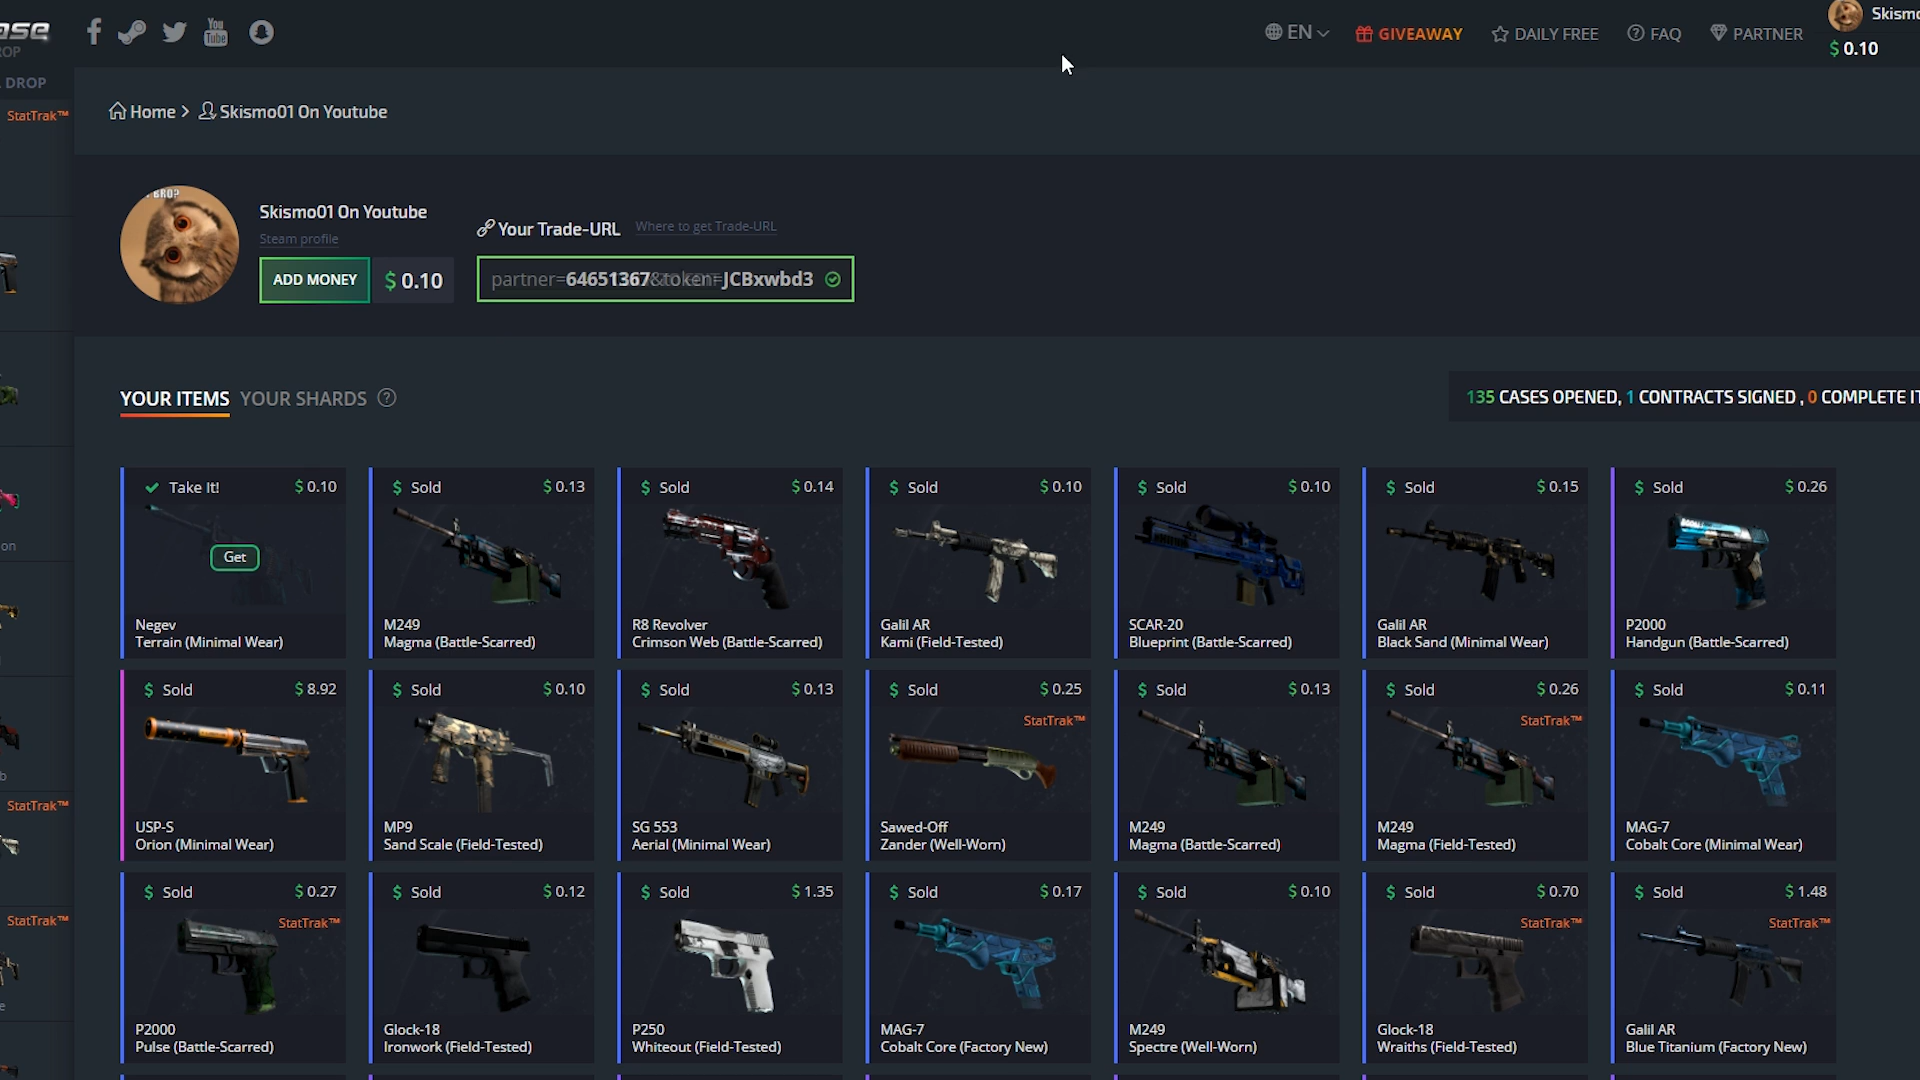 ase
EN
GIVEAWAY
DAILY FREE
FAQ
PARTNER
Skismo
$ 0.10
ROP
DROP
StatTrak™
Home > Skismo01 On Youtube
BRO?
Skismo01 On Youtube
Steam profile
ADD MONEY $ 0.10
Your Trade-URL Where to get Trade-URL
partner=64651367&token=JCBxwbd3
YOUR ITEMS YOUR SHARDS ?
135 CASES OPENED, 1 CONTRACTS SIGNED , 0 COMPLETE IT
✓ Take It! $ 0.10
Get
Negev
Terrain (Minimal Wear)
$ Sold $ 0.13
M249
Magma (Battle-Scarred)
$ Sold $ 0.14
R8 Revolver
Crimson Web (Battle-Scarred)
$ Sold $ 0.10
Galil AR
Kami (Field-Tested)
$ Sold $ 0.10
SCAR-20
Blueprint (Battle-Scarred)
$ Sold $ 0.15
Galil AR
Black Sand (Minimal Wear)
$ Sold $ 0.26
P2000
Handgun (Battle-Scarred)
$ Sold $ 8.92
USP-S
Orion (Minimal Wear)
$ Sold $ 0.10
MP9
Sand Scale (Field-Tested)
$ Sold $ 0.13
SG 553
Aerial (Minimal Wear)
$ Sold $ 0.25
StatTrak™
Sawed-Off
Zander (Well-Worn)
$ Sold $ 0.13
M249
Magma (Battle-Scarred)
$ Sold $ 0.26
StatTrak™
M249
Magma (Field-Tested)
$ Sold $ 0.11
MAG-7
Cobalt Core (Minimal Wear)
$ Sold $ 0.27
StatTrak™
P2000
Pulse (Battle-Scarred)
$ Sold $ 0.12
Glock-18
Ironwork (Field-Tested)
$ Sold $ 1.35
P250
Whiteout (Field-Tested)
$ Sold $ 0.17
MAG-7
Cobalt Core (Factory New)
$ Sold $ 0.10
M249
Spectre (Well-Worn)
$ Sold $ 0.70
StatTrak™
Glock-18
Wraiths (Field-Tested)
$ Sold $ 1.48
StatTrak™
Galil AR
Blue Titanium (Factory New)
on
b
StatTrak™
StatTrak™
e